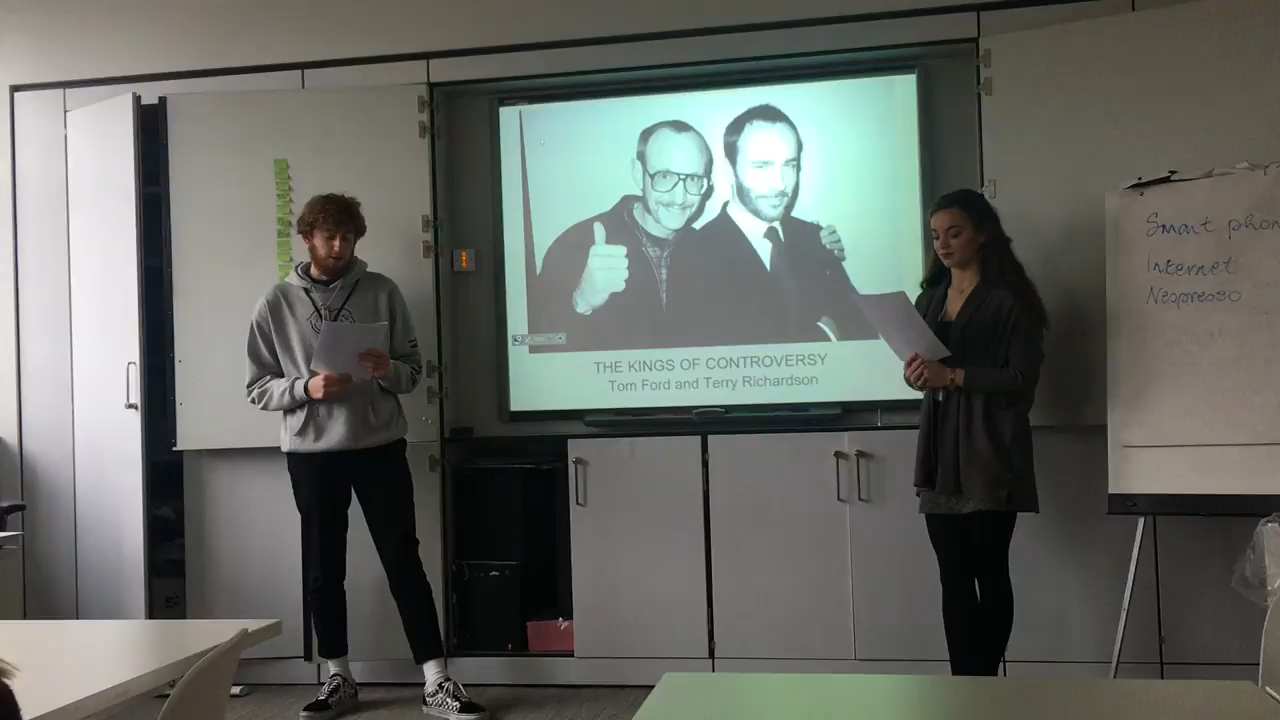 THE KINGS OF CONTROVERSY
Tom Ford and Terry Richardson
Smart phon
Internet
Nespresso